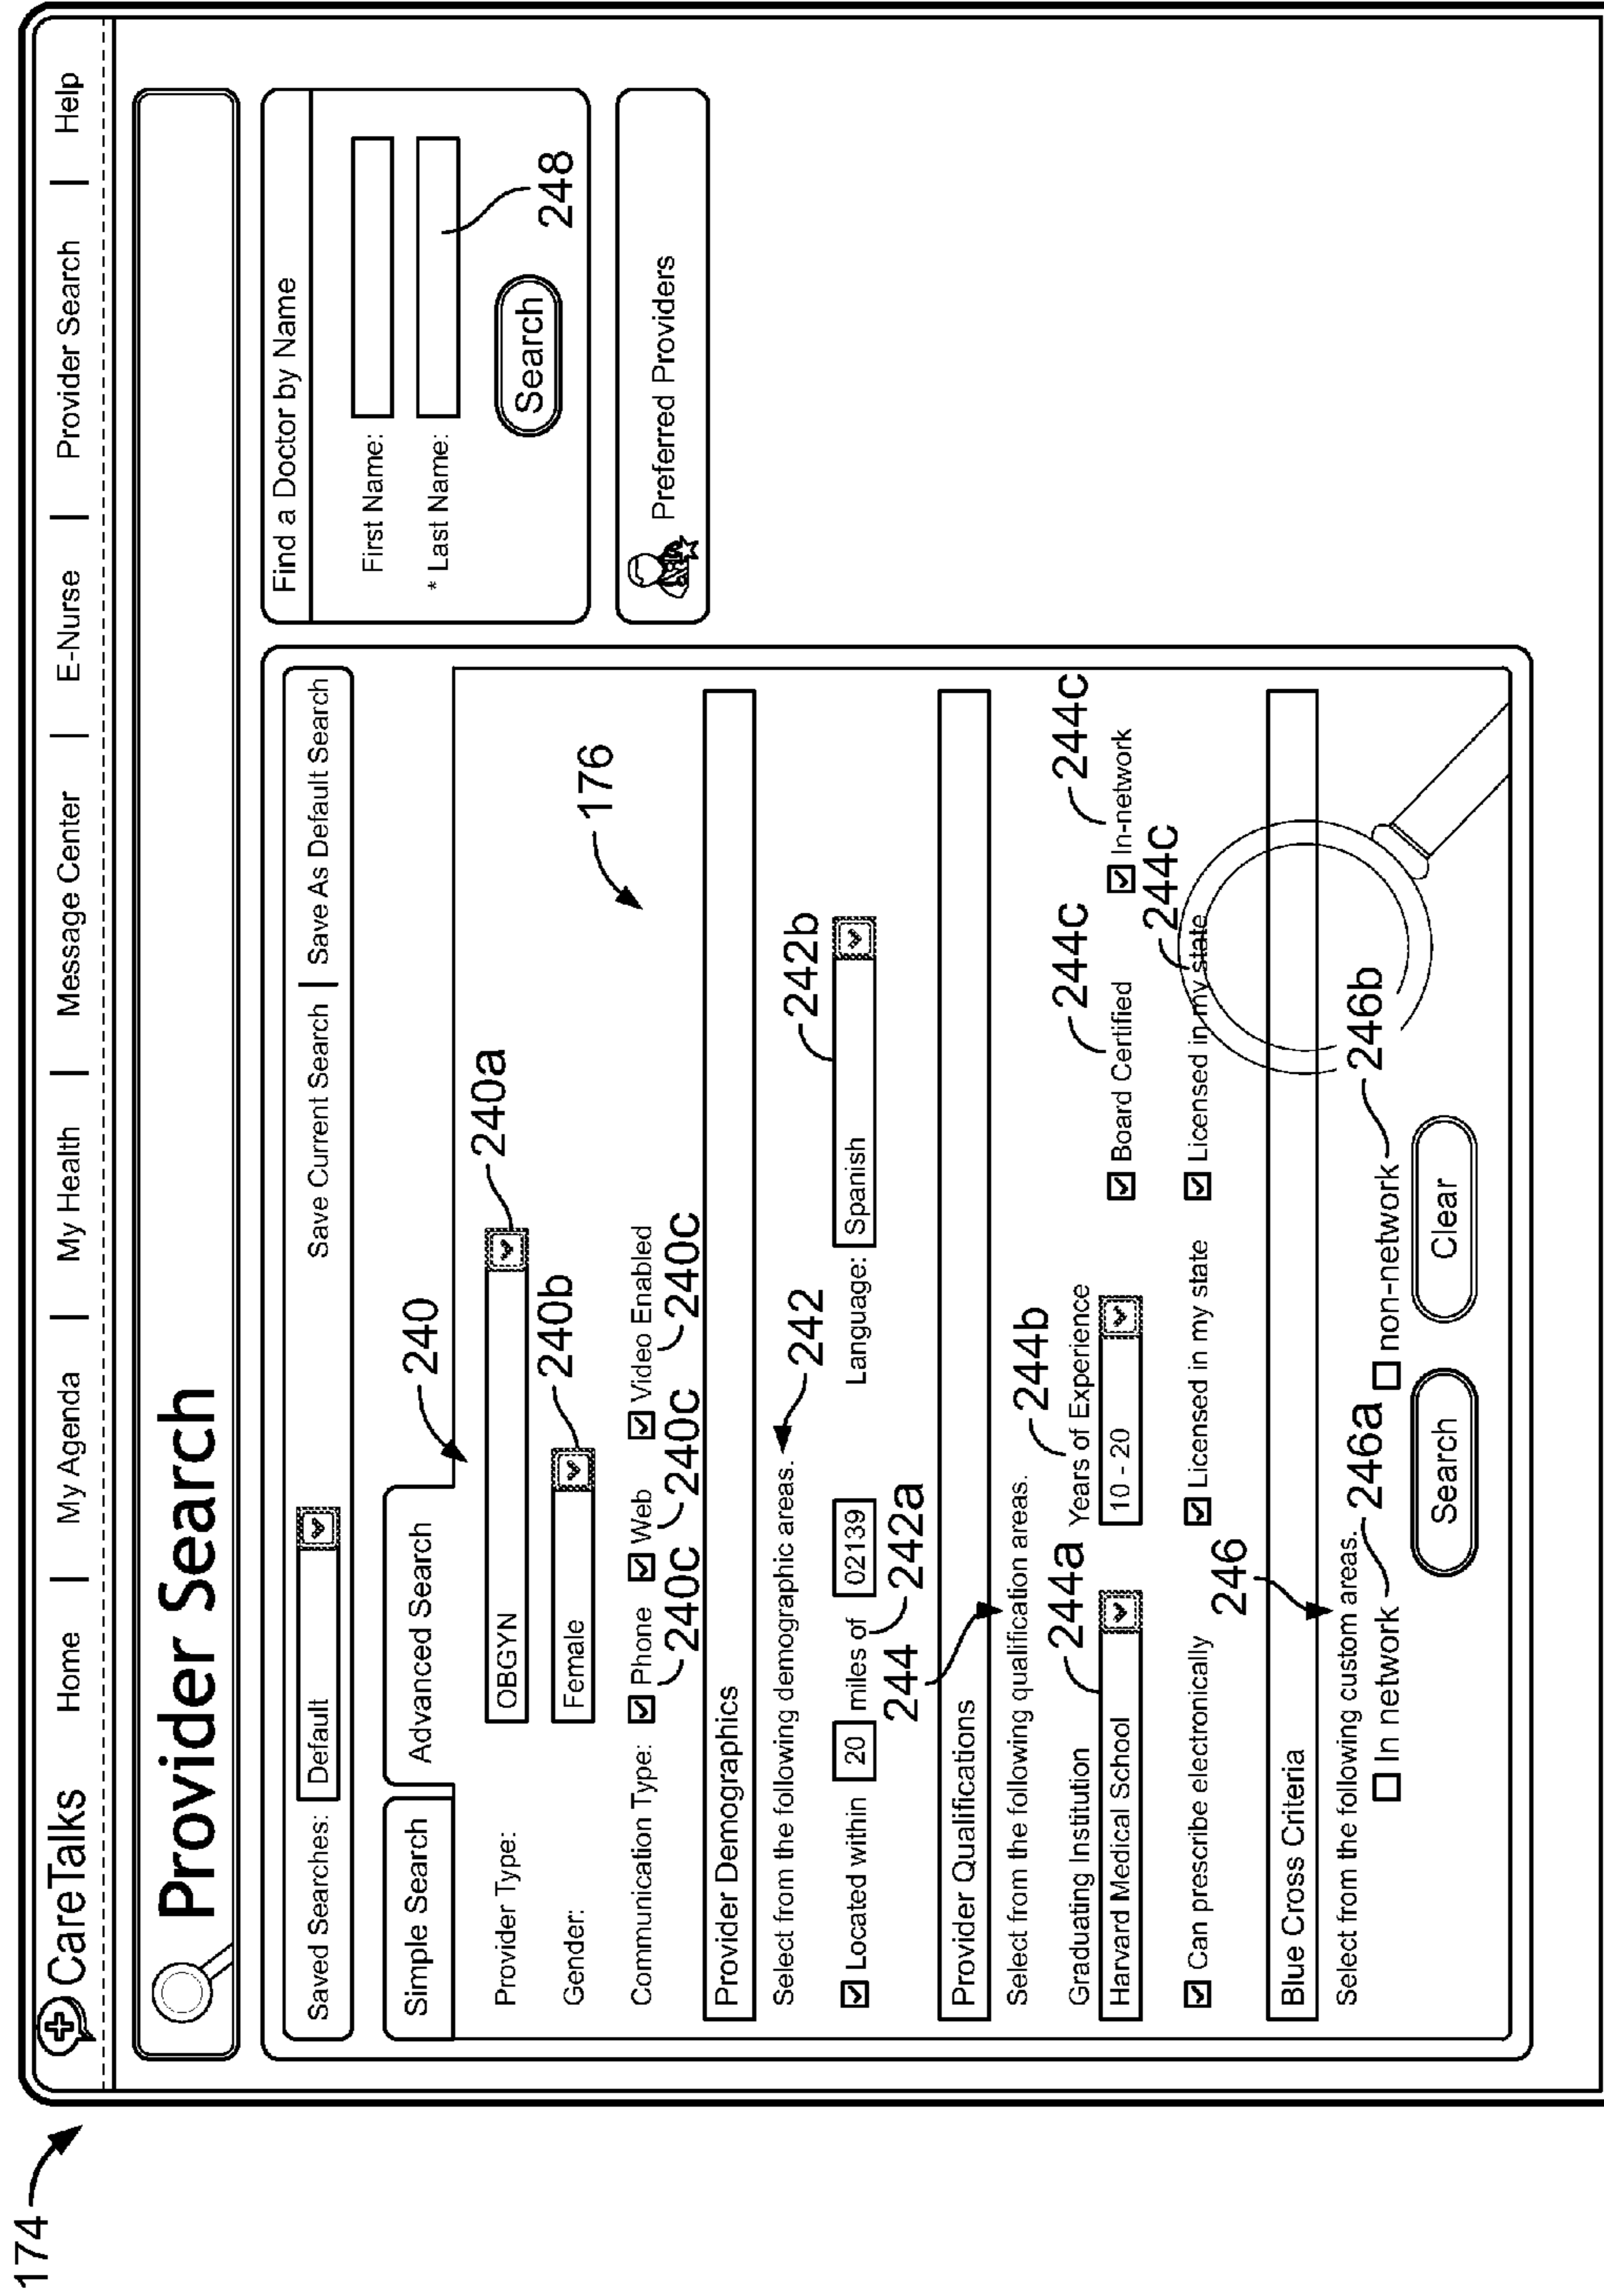 174
CareTalks Home | My Agenda | My Health | Message Center | E-Nurse | Provider Search | Help
Provider Search
Saved Searches: Default Save Current Search | Save As Default Search
Simple Search Advanced Search
240
Provider Type: OBGYN 240a
Gender: Female 240b
Communication Type: Phone Web Video Enabled
240c 240c 240c
176
Provider Demographics
Select from the following demographic areas. 242
242b
Located within 20 miles of 02139 Language: Spanish
242a
244
Provider Qualifications
Select from the following qualification areas. 244b
244a 244c 244c
Graduating Institution Years of Experience
Harvard Medical School 10 - 20 Board Certified In-network
244c
Can prescribe electronically Licensed in my state Licensed in my state
246
Blue Cross Criteria
Select from the following custom areas. 246a 246b
In network non-network
Search Clear
Find a Doctor by Name
First Name:
* Last Name:
248
Search
Preferred Providers